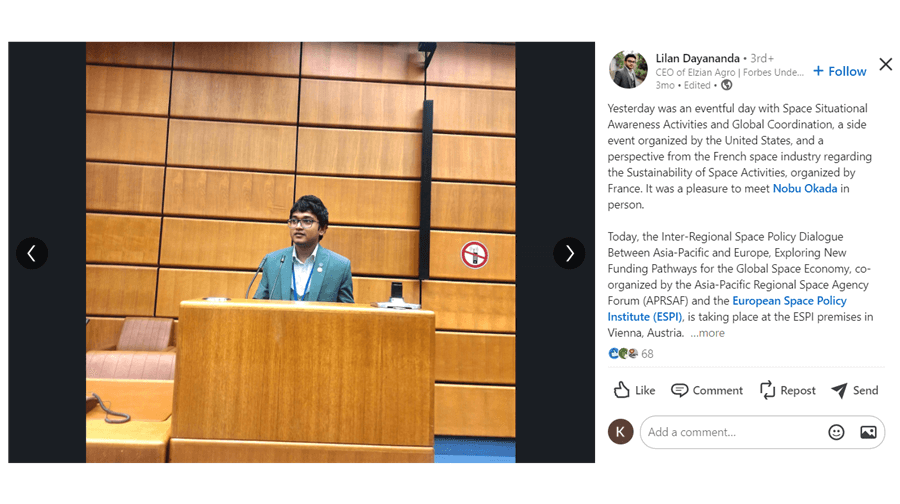 Lilan Dayananda • 3rd+
CEO of Elzian Agro | Forbes Unde...
3mo • Edited •
+ Follow
Yesterday was an eventful day with Space Situational
Awareness Activities and Global Coordination, a side
event organized by the United States, and a
perspective from the French space industry regarding
the Sustainability of Space Activities, organized by
France. It was a pleasure to meet Nobu Okada in
person.
Today, the Inter-Regional Space Policy Dialogue
Between Asia-Pacific and Europe, Exploring New
Funding Pathways for the Global Space Economy, co-
organized by the Asia-Pacific Regional Space Agency
Forum (APRSAF) and the European Space Policy
Institute (ESPI), is taking place at the ESPI premises in
Vienna, Austria. ...more
68
Like Comment Repost Send
K Add a comment...